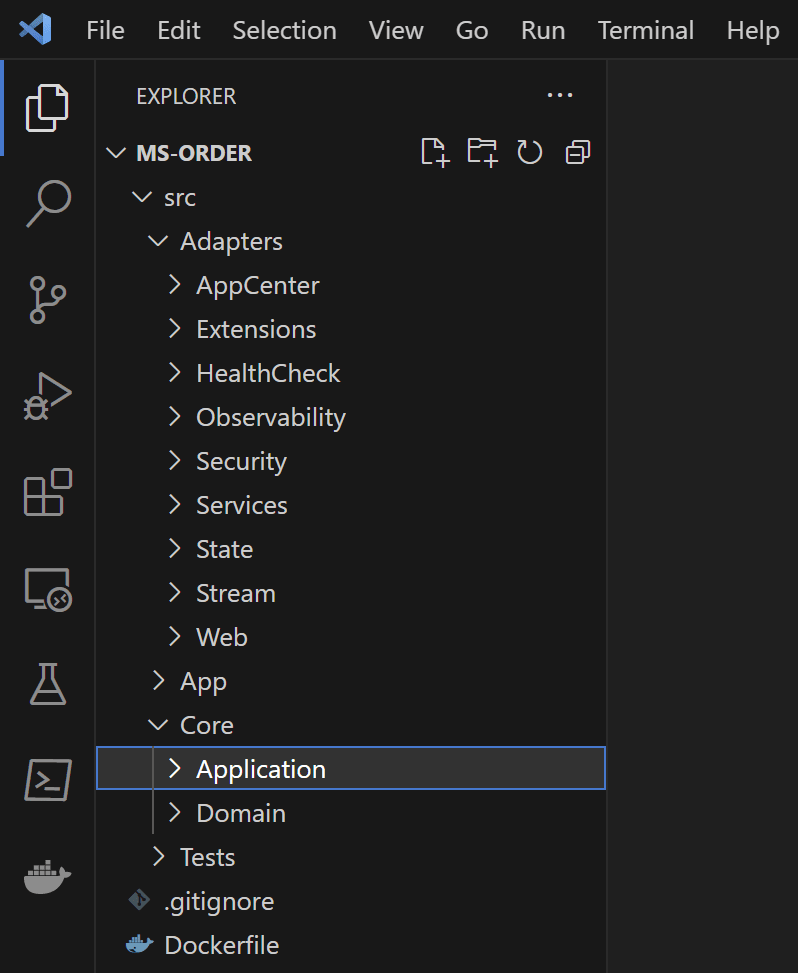 File Edit Selection View Go Run Terminal Help
EXPLORER
MS-ORDER
src
Adapters
AppCenter
Extensions
HealthCheck
Observability
Security
Services
State
Stream
Web
App
Core
Application
Domain
Tests
.gitignore
Dockerfile